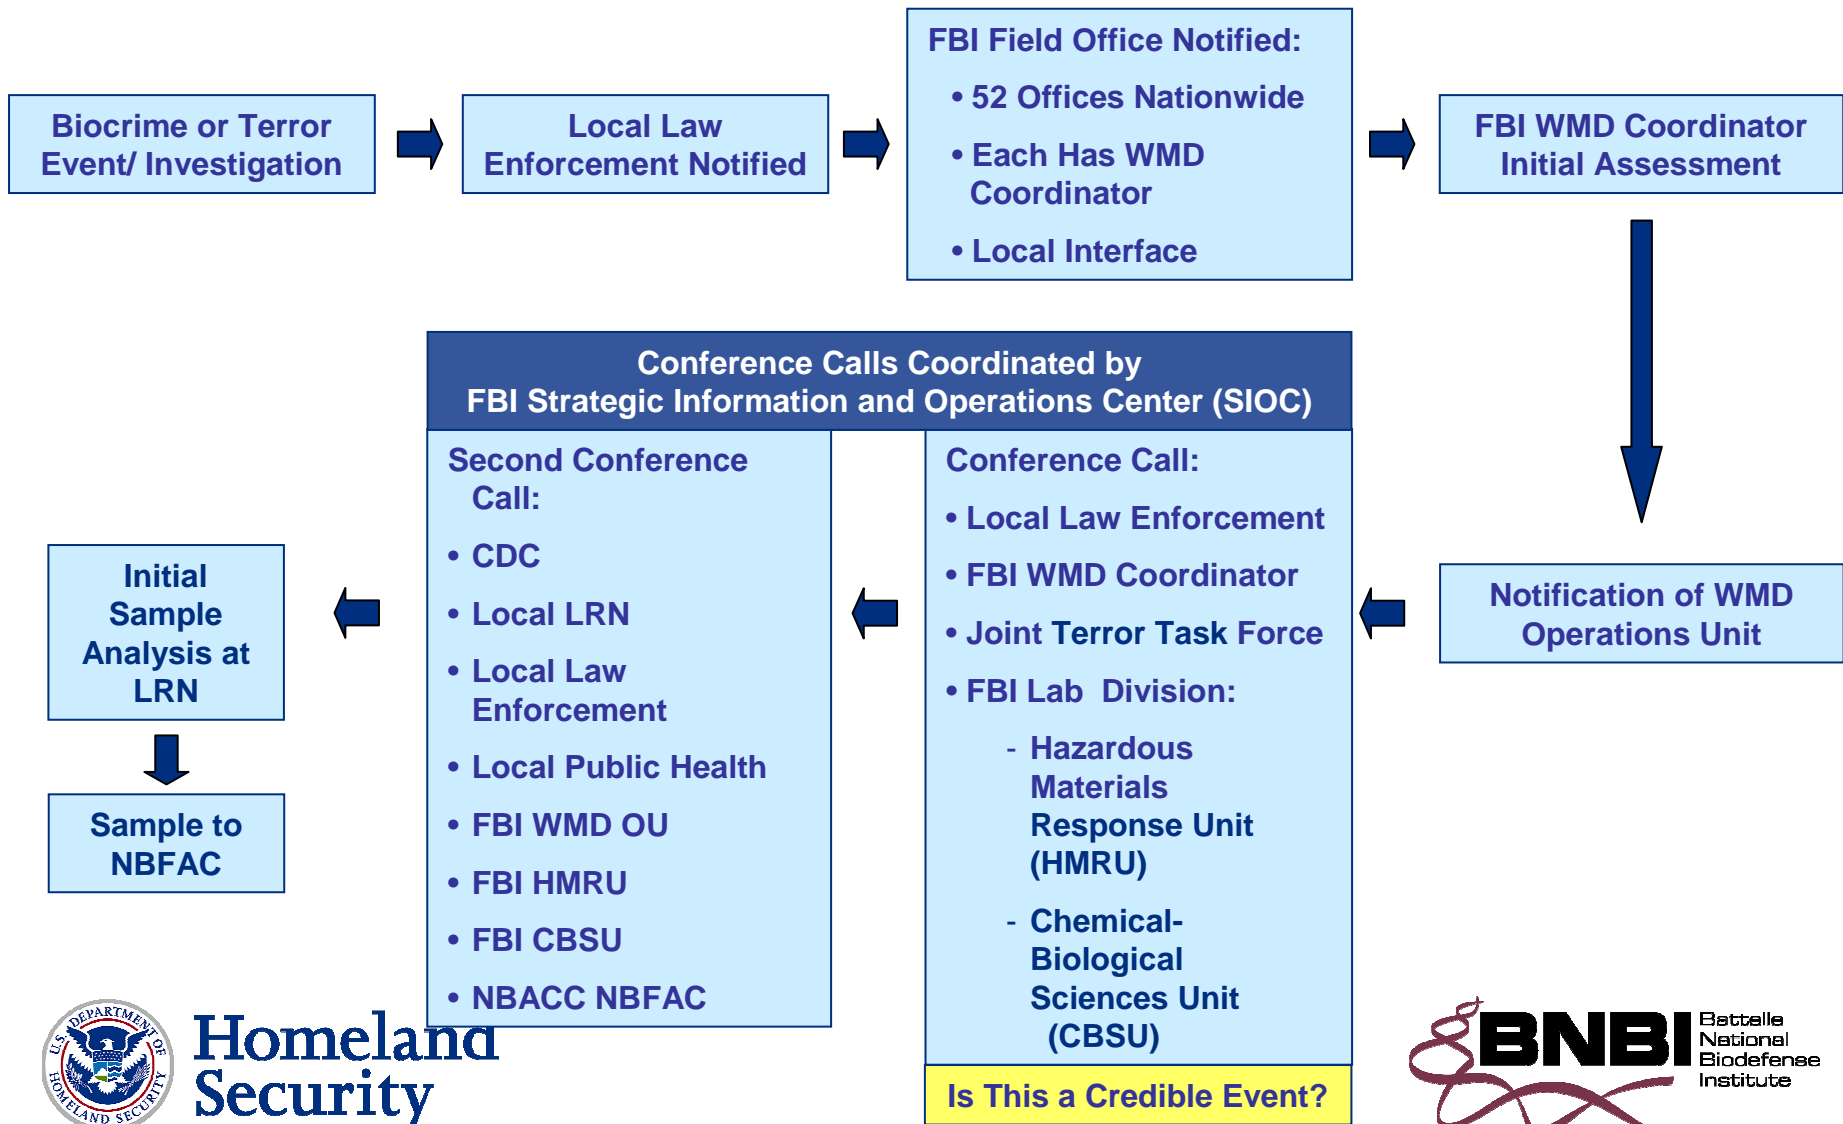 Biocrime or Terror
Event/ Investigation
Local Law
Enforcement Notified
FBI Field Office Notified:
• 52 Offices Nationwide
• Each Has WMD
Coordinator
• Local Interface
FBI WMD Coordinator
Initial Assessment
Notification of WMD
Operations Unit
Conference Calls Coordinated by
FBI Strategic Information and Operations Center (SIOC)
Conference Call:
• Local Law Enforcement
• FBI WMD Coordinator
• Joint Terror Task Force
• FBI Lab Division:
- Hazardous
Materials
Response Unit
(HMRU)
- Chemical-
Biological
Sciences Unit
(CBSU)
Is This a Credible Event?
Second Conference
Call:
• CDC
• Local LRN
• Local Law
Enforcement
• Local Public Health
• FBI WMD OU
• FBI HMRU
• FBI CBSU
• NBACC NBFAC
Initial
Sample
Analysis at
LRN
Sample to
NBFAC
U.S. DEPARTMENT OF
HOMELAND SECURITY
Homeland
Security
BNBI
Battelle
National
Biodefense
Institute